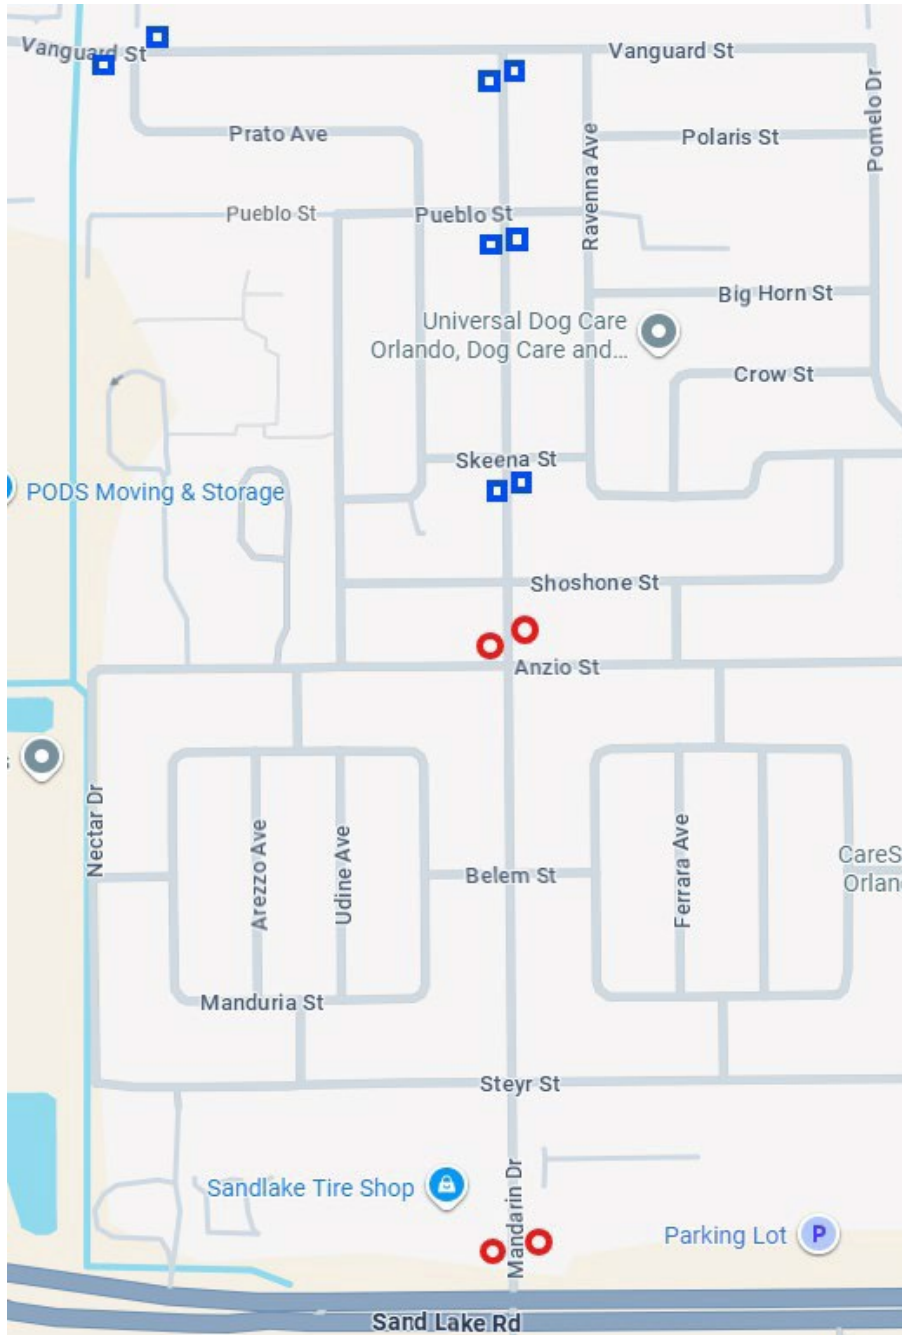 Vanguard St
Vanguard St
Prato Ave
Polaris St
Pomelo Dr
Ravenna Ave
Pueblo St
Pueblo St
Big Horn St
Universal Dog Care
Orlando, Dog Care and...
Crow St
Skeena St
PODS Moving & Storage
Shoshone St
Anzio St
s
Nectar Dr
Arezzo Ave
Udine Ave
Ferrara Ave
CareS
Orlan
Belem St
Manduria St
Steyr St
Sandlake Tire Shop
Mandarin Dr
Parking Lot
P
Sand Lake Rd